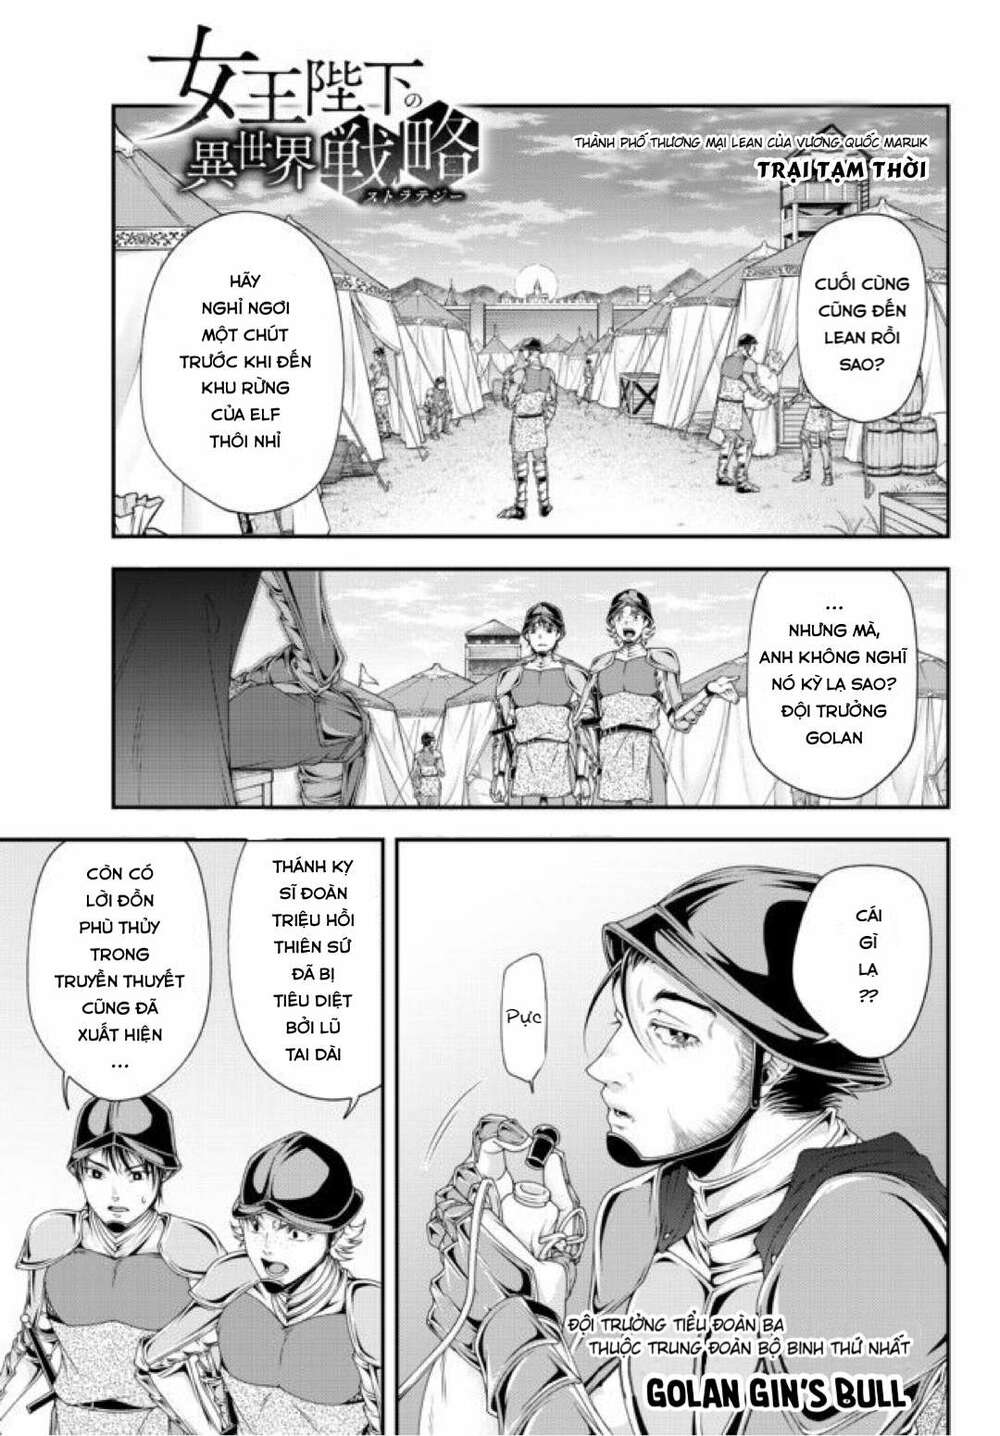 女王陛下の
異世界戦略
ストラテジー
THÀNH PHỐ THƯƠNG MẠI LEAN CỦA VƯƠNG QUỐC MARUK
TRẠI TẠM THỜI
CUỐI CÙNG
CŨNG ĐẾN
LEAN RỒI
SAO?
HÃY
NGHỈ NGƠI
MỘT CHÚT
TRƯỚC KHI ĐẾN
KHU RỪNG
CỦA ELF
THÔI NHỈ
...
NHƯNG MÀ,
ANH KHÔNG NGHĨ
NÓ KỲ LẠ SAO?
ĐỘI TRƯỞNG
GOLAN
CÁI
GÌ
LẠ
??
PỰC
ĐỘI TRƯỞNG TIỂU ĐOÀN BA
THUỘC TRUNG ĐOÀN BỘ BINH THỨ NHẤT
GOLAN GIN'S BULL
THÁNH KỴ
SĨ ĐOÀN
TRIỆU HỒI
THIÊN SỨ
ĐÃ BỊ
TIÊU DIỆT
BỞI LŨ
TAI DÀI
CÒN CÓ
LỜI ĐỒN
PHÙ THỦY
TRONG
TRUYỀN THUYẾT
CŨNG ĐÃ
XUẤT HIỆN
...